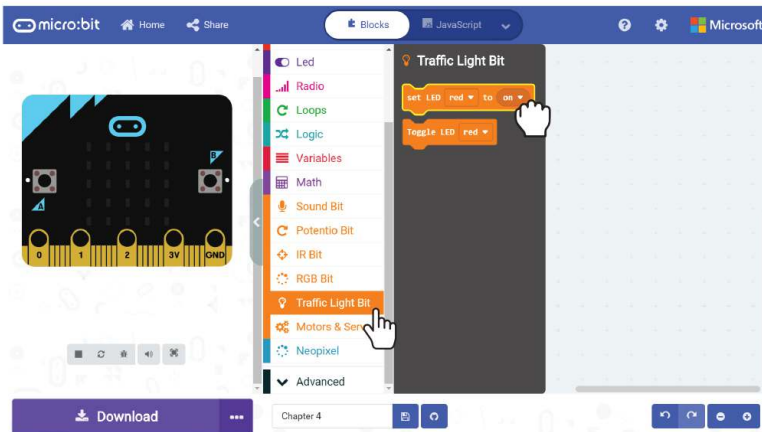 micro:bit Home Share Blocks JavaScript ? Microsoft
Led
Radio
Loops
Logic
Variables
Math
Sound Bit
Potentio Bit
IR Bit
RGB Bit
Traffic Light Bit
Motors & Serv
Neopixel
Advanced
Traffic Light Bit
set LED red to on
Toggle LED red
A
B
0 1 2 3V GND
Download ...
Chapter 4